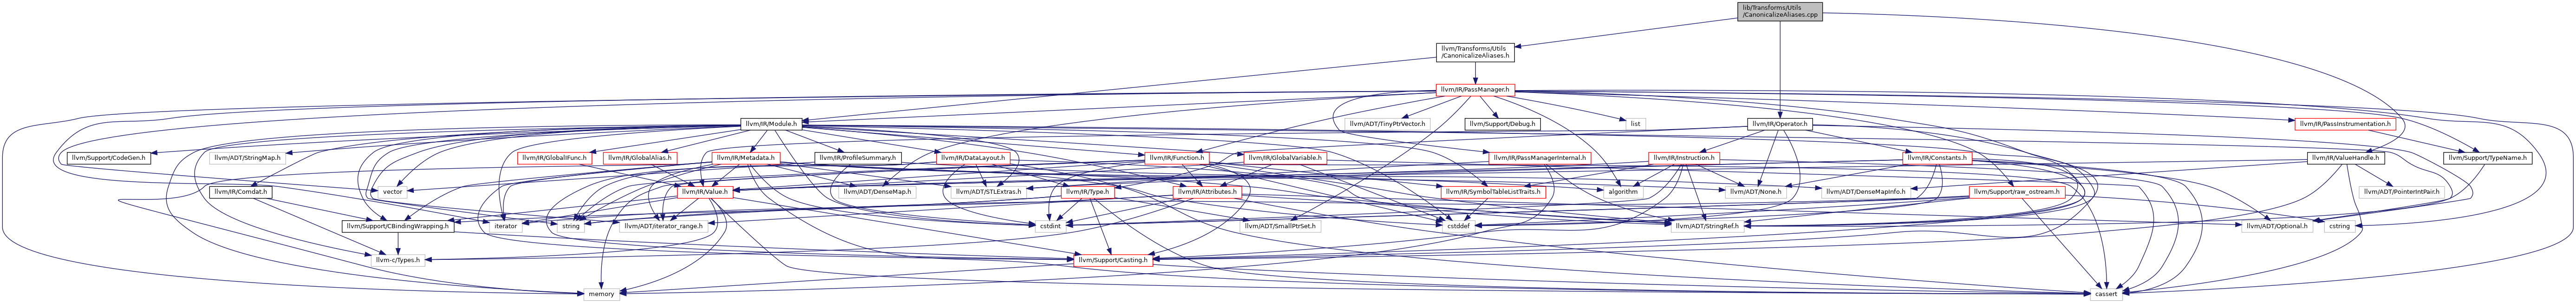 lib/Transforms/Utils
/CanonicalizeAliases.cpp
llvm/Transforms/Utils
/CanonicalizeAliases.h
llvm/IR/PassManager.h
llvm/IR/Module.h
llvm/ADT/TinyPtrVector.h
llvm/Support/Debug.h
list
llvm/IR/Operator.h
llvm/IR/PassInstrumentation.h
llvm/Support/CodeGen.h
llvm/ADT/StringMap.h
llvm/IR/GlobalIFunc.h
llvm/IR/GlobalAlias.h
llvm/IR/Metadata.h
llvm/IR/ProfileSummary.h
llvm/IR/DataLayout.h
llvm/IR/Function.h
llvm/IR/GlobalVariable.h
llvm/IR/PassManagerInternal.h
llvm/IR/Instruction.h
llvm/IR/Constants.h
llvm/IR/ValueHandle.h
llvm/Support/TypeName.h
llvm/IR/Comdat.h
vector
llvm/IR/Value.h
llvm/ADT/DenseMap.h
llvm/ADT/STLExtras.h
llvm/IR/Type.h
llvm/IR/Attributes.h
llvm/IR/SymbolTableListTraits.h
algorithm
llvm/ADT/None.h
llvm/ADT/DenseMapInfo.h
llvm/Support/raw_ostream.h
llvm/ADT/PointerIntPair.h
llvm/Support/CBindingWrapping.h
iterator
string
llvm/ADT/iterator_range.h
cstdint
llvm/ADT/SmallPtrSet.h
cstddef
llvm/ADT/StringRef.h
llvm/ADT/Optional.h
cstring
llvm-c/Types.h
llvm/Support/Casting.h
memory
cassert